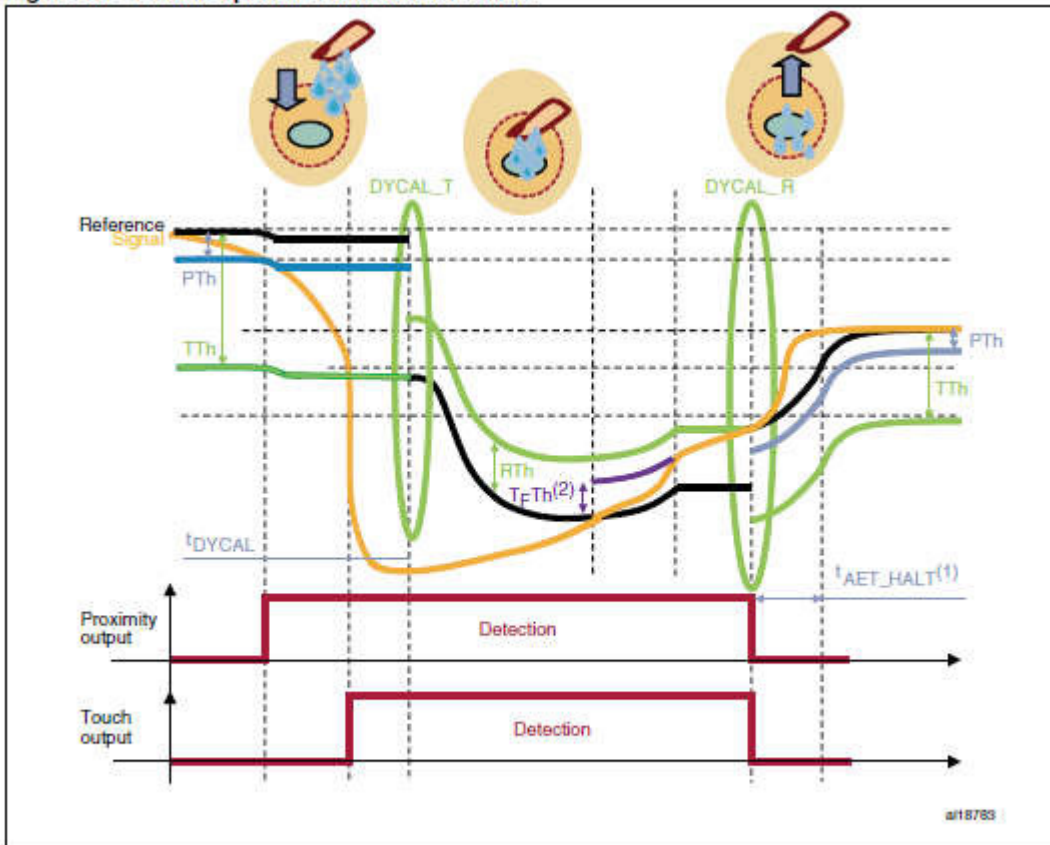 DYCAL_T
DYCAL_R
Reference
Signal
PTh
TTh
PTh
TTh
RTh
TFTh(2)
tDYCAL
tAET_HALT(1)
Proximity
output
Detection
Touch
output
Detection